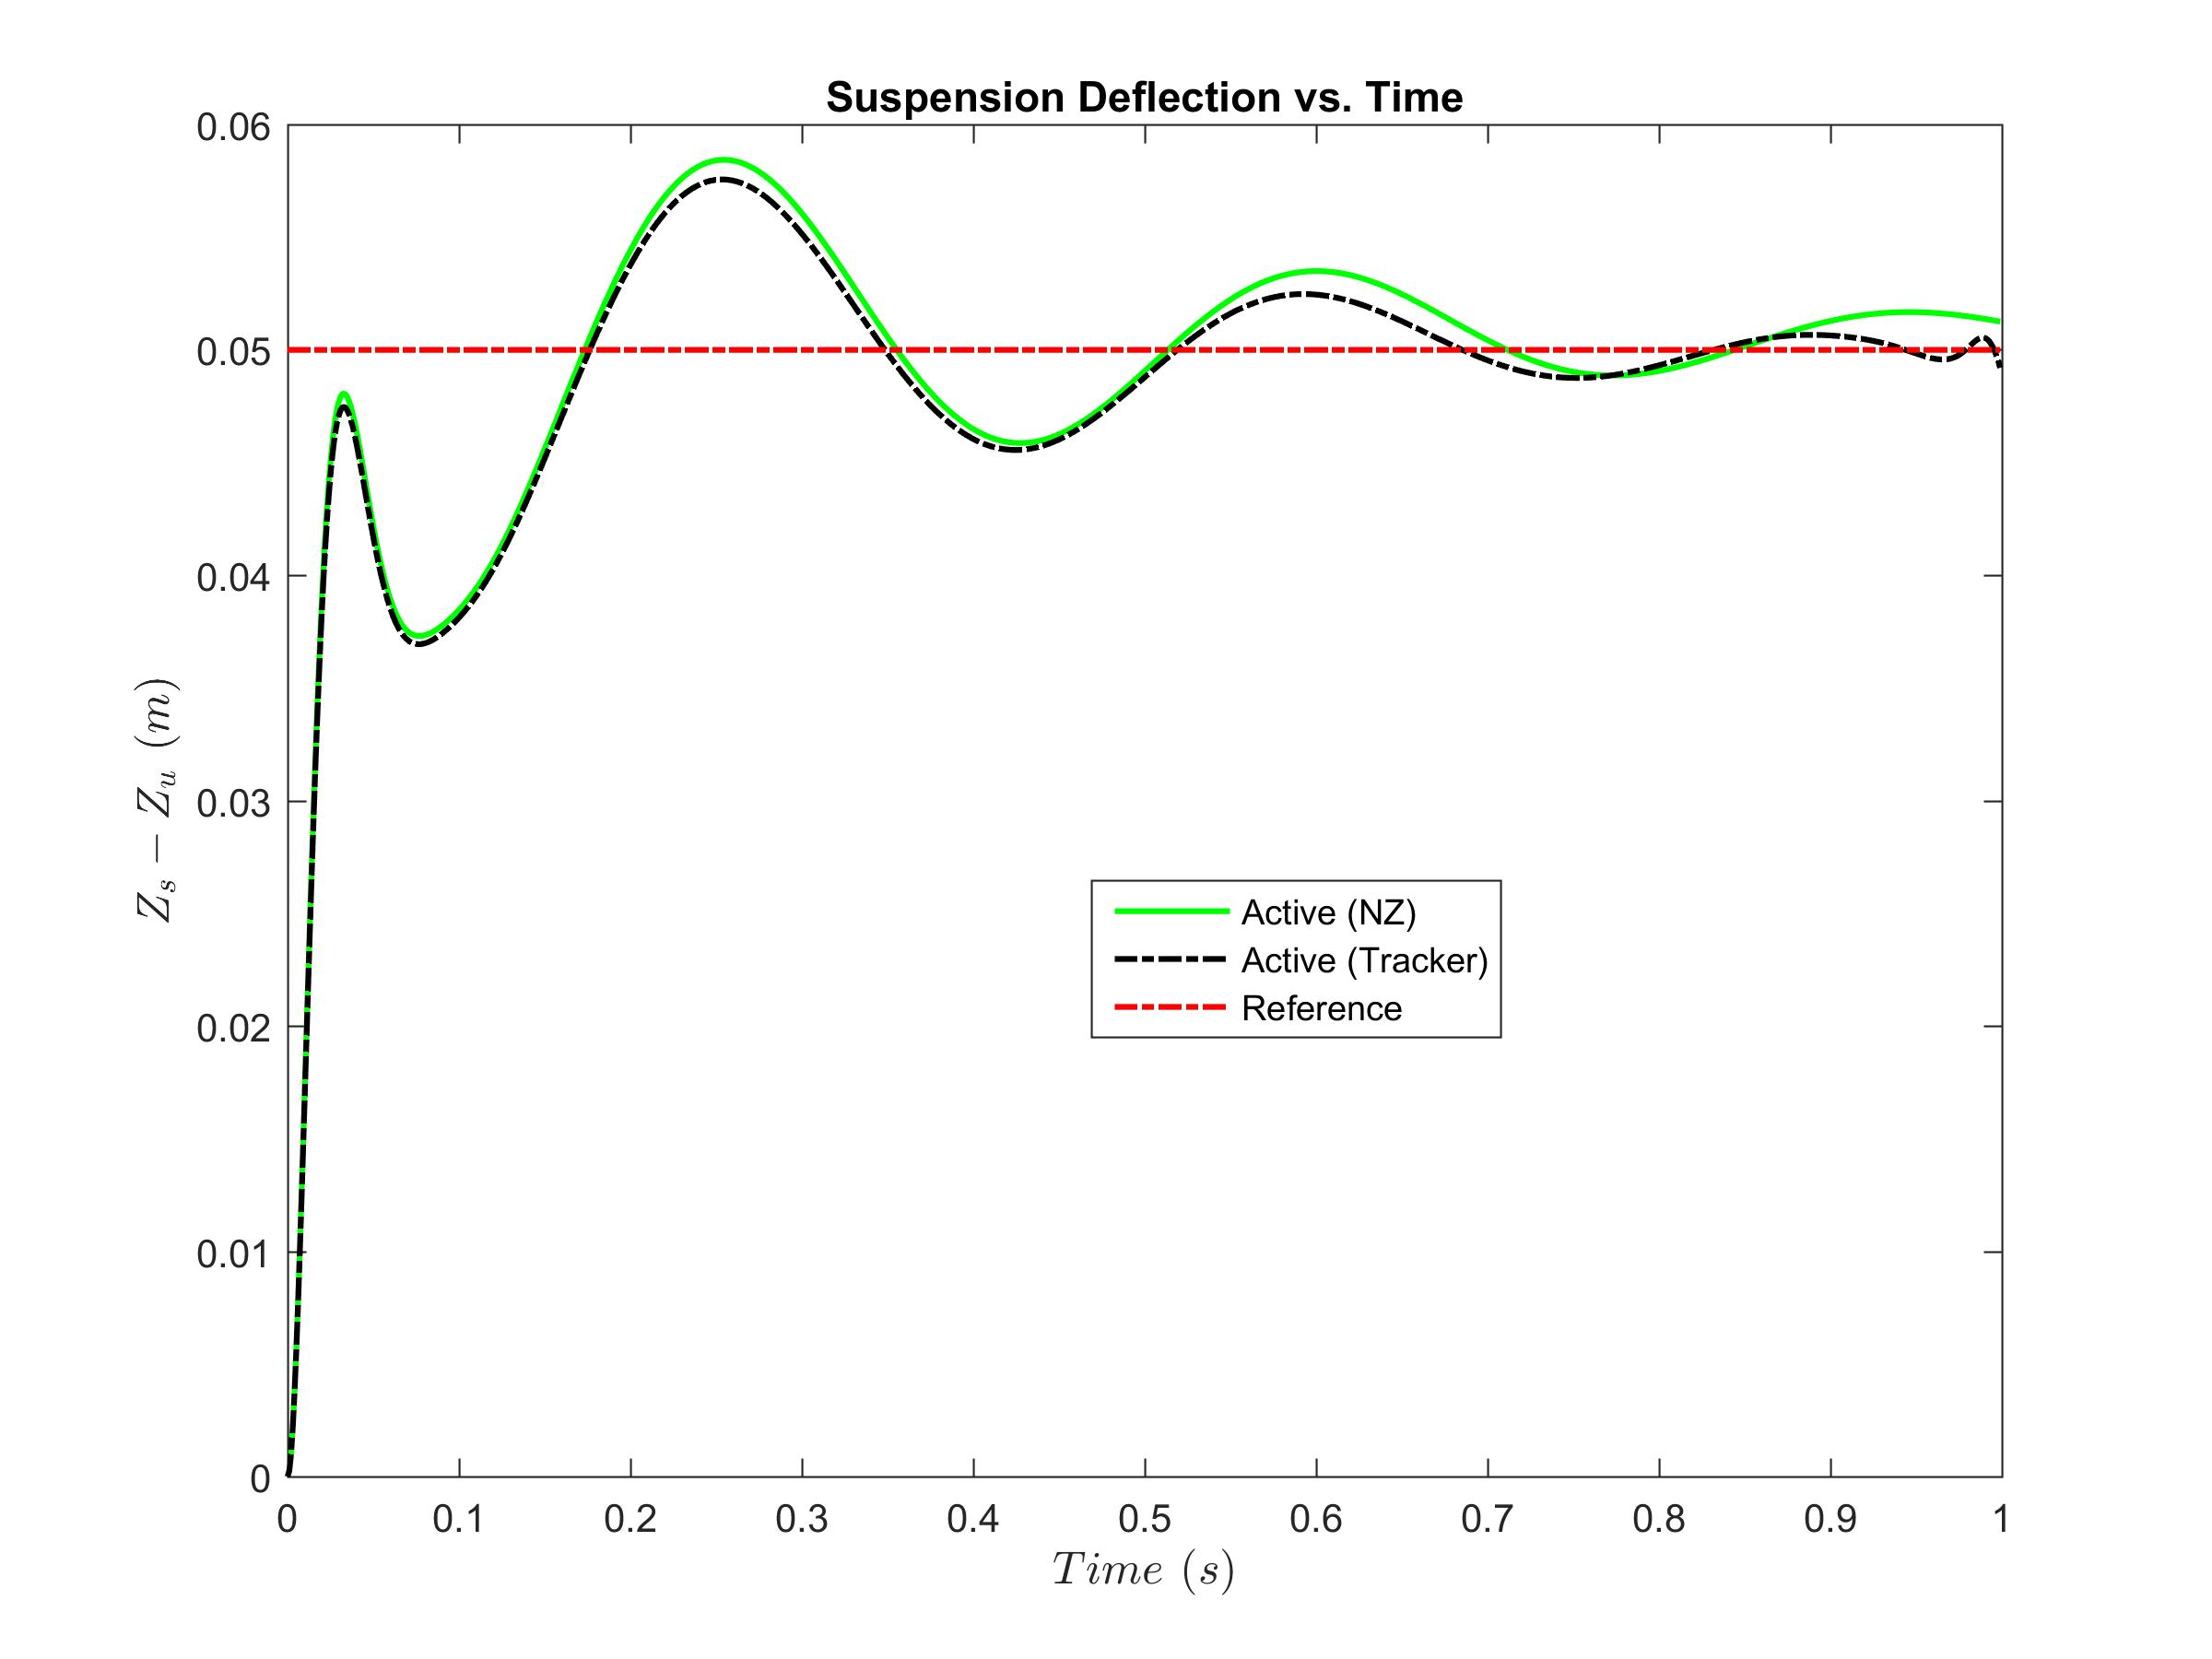 Suspension Deflection vs. Time
0.06
0.05
0.04
0.03
0.02
0.01
0
Z_s − Z_u (m)
Active (NZ)
Active (Tracker)
Reference
0 0.1 0.2 0.3 0.4 0.5 0.6 0.7 0.8 0.9 1
Time (s)